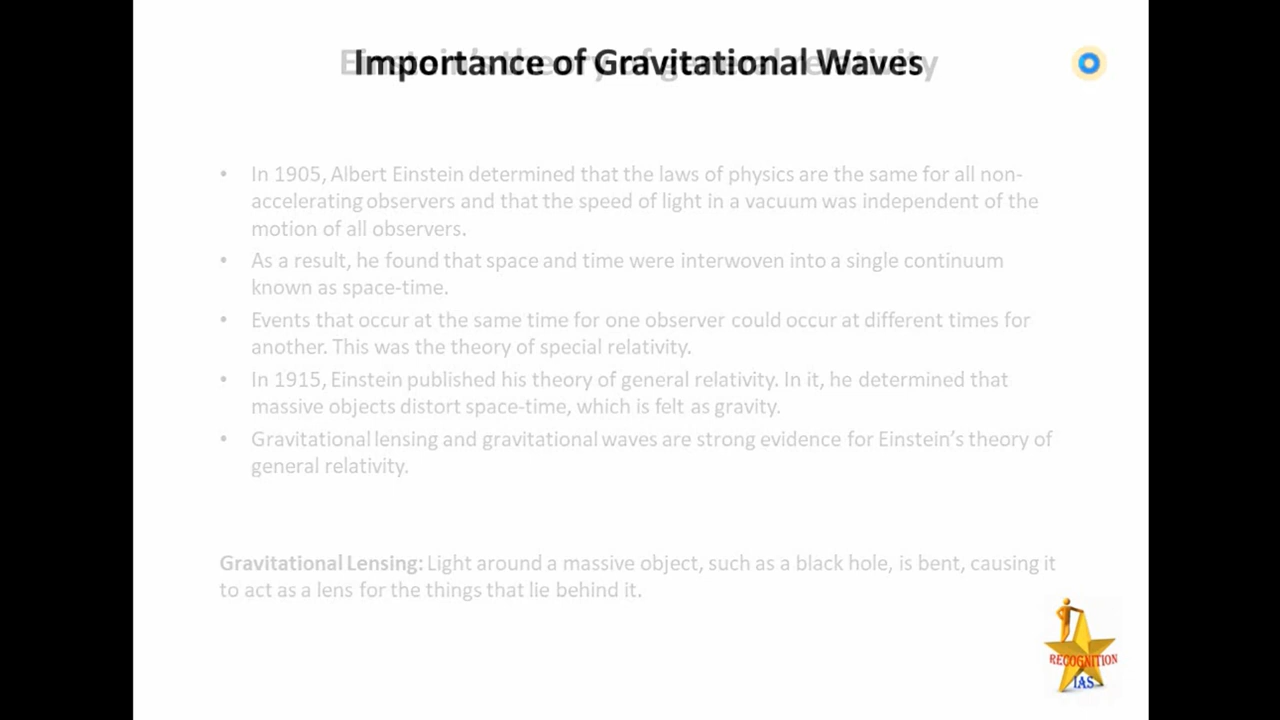 Importance of Gravitational Waves
Einstein's theory of general relativity
• In 1905, Albert Einstein determined that the laws of physics are the same for all non-
accelerating observers and that the speed of light in a vacuum was independent of the
motion of all observers.
• As a result, he found that space and time were interwoven into a single continuum
known as space-time.
• Events that occur at the same time for one observer could occur at different times for
another. This was the theory of special relativity.
• In 1915, Einstein published his theory of general relativity. In it, he determined that
massive objects distort space-time, which is felt as gravity.
• Gravitational lensing and gravitational waves are strong evidence for Einstein’s theory of
general relativity.
Gravitational Lensing: Light around a massive object, such as a black hole, is bent, causing it
to act as a lens for the things that lie behind it.
RECOGNITION
IAS